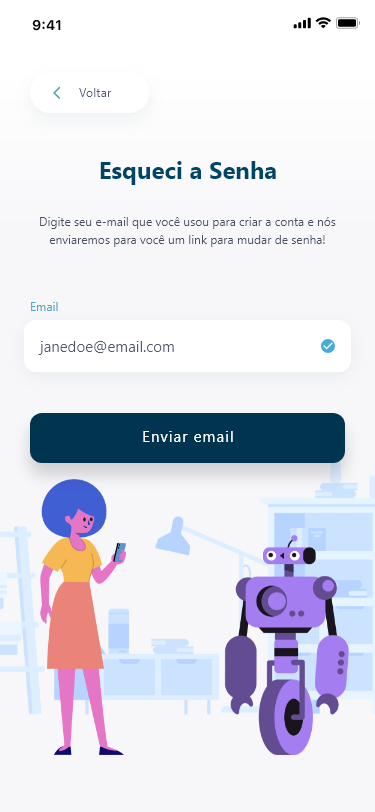 9:41
Voltar
Esqueci a Senha
Digite seu e-mail que você usou para criar a conta e nós
enviaremos para você um link para mudar de senha!
Email
janedoe@email.com
Enviar email